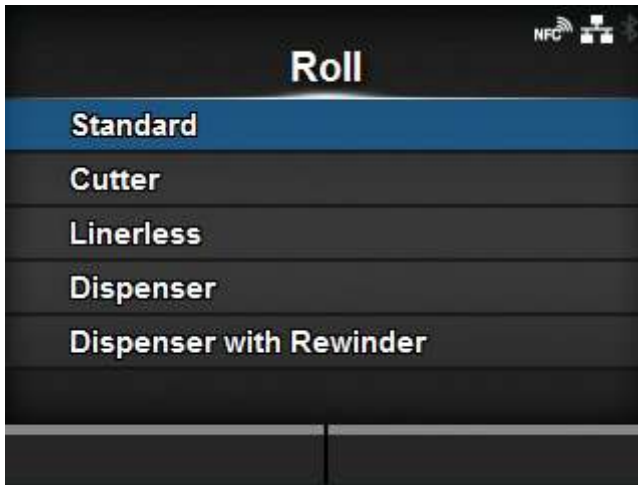 NFC
Roll
Standard
Cutter
Linerless
Dispenser
Dispenser with Rewinder